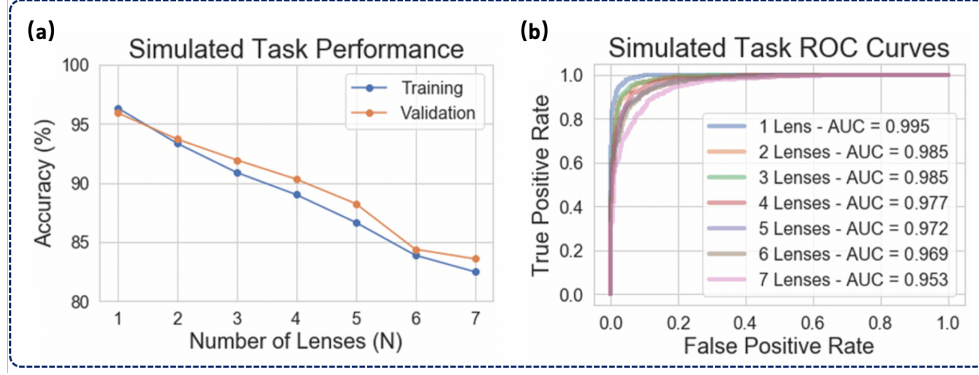 (a)
Simulated Task Performance
100
95
90
85
80
Accuracy (%)
Training
Validation
1 2 3 4 5 6 7
Number of Lenses (N)
(b)
Simulated Task ROC Curves
1.0
0.8
0.6
0.4
0.2
0.0
True Positive Rate
1 Lens - AUC = 0.995
2 Lenses - AUC = 0.985
3 Lenses - AUC = 0.985
4 Lenses - AUC = 0.977
5 Lenses - AUC = 0.972
6 Lenses - AUC = 0.969
7 Lenses - AUC = 0.953
0.0 0.2 0.4 0.6 0.8 1.0
False Positive Rate